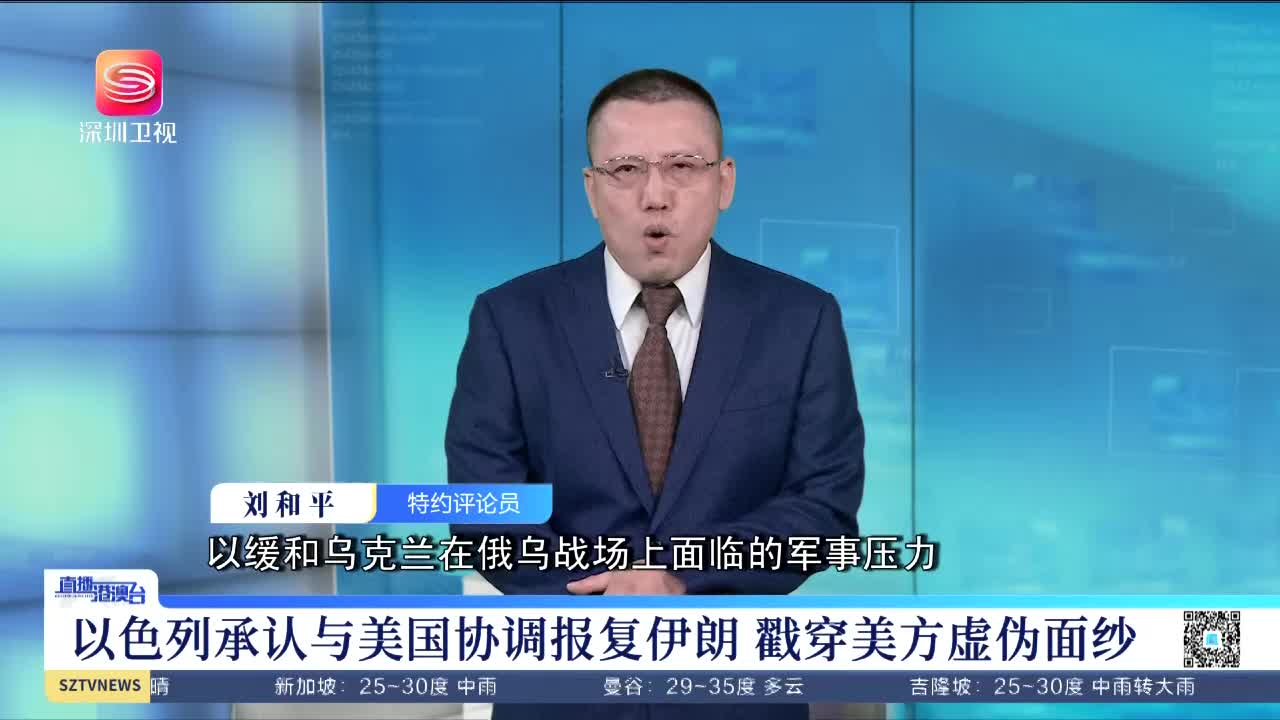 深圳卫视
刘和平 特约评论员
以缓和乌克兰在俄乌战场上面临的军事压力
直播港澳台
以色列承认与美国协调报复伊朗 戳穿美方虚伪面纱
SZTVNEWS 晴 新加坡：25~30度 中雨 曼谷：29~35度 多云 吉隆坡：25~30度 中雨转大雨